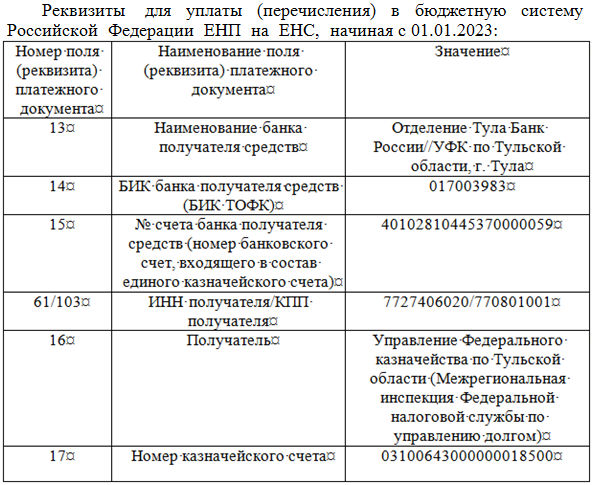 Реквизиты для уплаты (перечисления) в бюджетную систему
Российской Федерации ЕНП на ЕНС, начиная с 01.01.2023:
Номер·поля·
(реквизита)·
платежного·
документа¤
Наименование·поля·
(реквизита)·платежного·
документа¤
Значение¤
13¤
Наименование·банка·
получателя·средств¤
Отделение·Тула·Банк·
России//УФК·по·Тульской·
области,·г.·Тула¤
14¤
БИК·банка·получателя·средств·
(БИК·ТОФК)¤
017003983¤
15¤
№·счета·банка·получателя·
средств·(номер·банковского·
счет,·входящего·в·состав·
единого·казначейского·счета)¤
40102810445370000059¤
61/103¤
ИНН·получателя/КПП·
получателя¤
7727406020/770801001¤
16¤
Получатель¤
Управление·Федерального·
казначейства·по·Тульской·
области·(Межрегиональная·
инспекция·Федеральной·
налоговой·службы·по·
управлению·долгом)¤
17¤
Номер·казначейского·счета¤
03100643000000018500¤